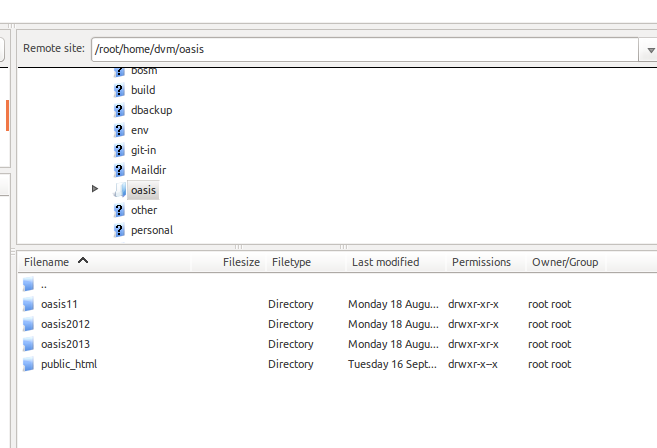 Remote site: /root/home/dvm/oasis
bosm
build
dbackup
env
git-in
Maildir
oasis
other
personal
Filename Filesize Filetype Last modified Permissions Owner/Group
..
oasis11 Directory Monday 18 Augu... drwxr-xr-x root root
oasis2012 Directory Monday 18 Augu... drwxr-xr-x root root
oasis2013 Directory Monday 18 Augu... drwxr-xr-x root root
public_html Directory Tuesday 16 Sept... drwxr-x--x root root